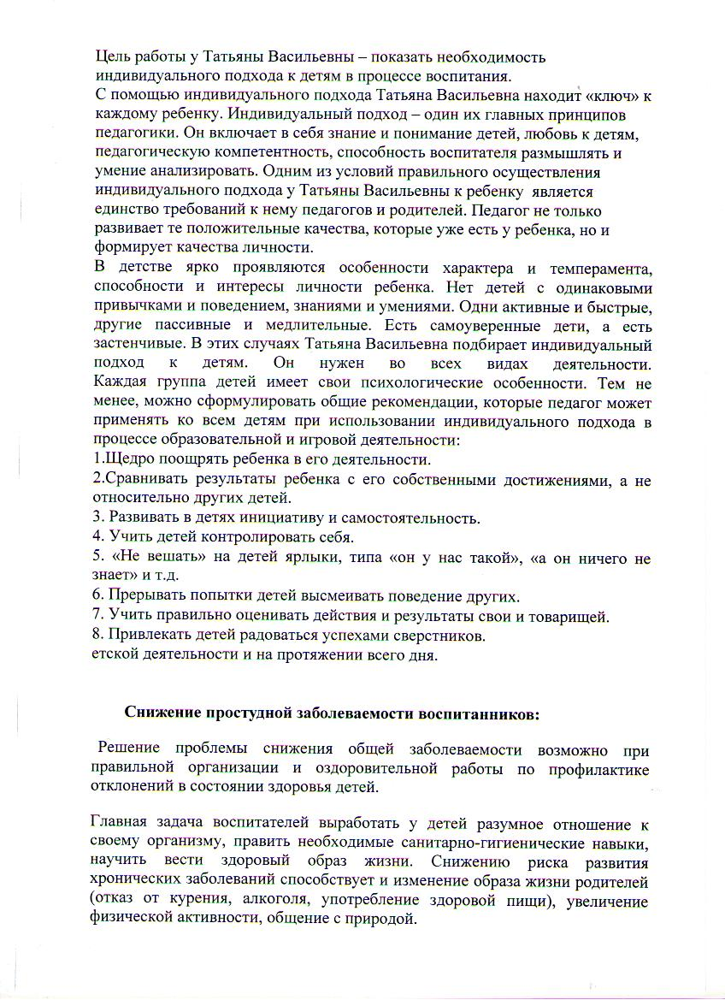 Цель работы у Татьяны Васильевны – показать необходимость
индивидуального подхода к детям в процессе воспитания.
С помощью индивидуального подхода Татьяна Васильевна находит «ключ» к
каждому ребенку. Индивидуальный подход – один их главных принципов
педагогики. Он включает в себя знание и понимание детей, любовь к детям,
педагогическую компетентность, способность воспитателя размышлять и
умение анализировать. Одним из условий правильного осуществления
индивидуального подхода у Татьяны Васильевны к ребенку  является
единство требований к нему педагогов и родителей. Педагог не только
развивает те положительные качества, которые уже есть у ребенка, но и
формирует качества личности.
В детстве ярко проявляются особенности характера и темперамента,
способности и интересы личности ребенка. Нет детей с одинаковыми
привычками и поведением, знаниями и умениями. Одни активные и быстрые,
другие пассивные и медлительные. Есть самоуверенные дети, а есть
застенчивые. В этих случаях Татьяна Васильевна подбирает индивидуальный
подход к детям. Он нужен во всех видах деятельности.
Каждая группа детей имеет свои психологические особенности. Тем не
менее, можно сформулировать общие рекомендации, которые педагог может
применять ко всем детям при использовании индивидуального подхода в
процессе образовательной и игровой деятельности:
1.Щедро поощрять ребенка в его деятельности.
2.Сравнивать результаты ребенка с его собственными достижениями, а не
относительно других детей.
3. Развивать в детях инициативу и самостоятельность.
4. Учить детей контролировать себя.
5. «Не вешать» на детей ярлыки, типа «он у нас такой», «а он ничего не
знает» и т.д.
6. Прерывать попытки детей высмеивать поведение других.
7. Учить правильно оценивать действия и результаты свои и товарищей.
8. Привлекать детей радоваться успехами сверстников.
етской деятельности и на протяжении всего дня.
Снижение простудной заболеваемости воспитанников:
Решение проблемы снижения общей заболеваемости возможно при
правильной организации и оздоровительной работы по профилактике
отклонений в состоянии здоровья детей.
Главная задача воспитателей выработать у детей разумное отношение к
своему организму, править необходимые санитарно-гигиенические навыки,
научить вести здоровый образ жизни. Снижению риска развития
хронических заболеваний способствует и изменение образа жизни родителей
(отказ от курения, алкоголя, употребление здоровой пищи), увеличение
физической активности, общение с природой.